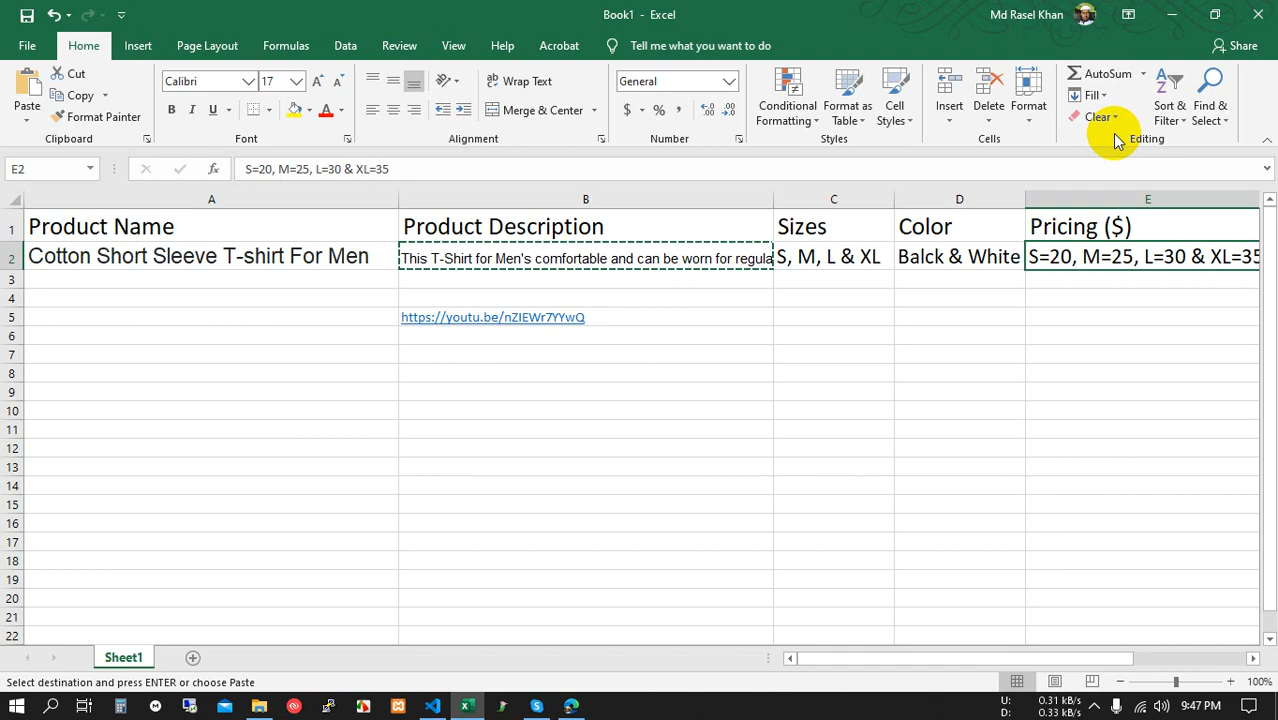 Book1 - Excel
Md Rasel Khan
File Home Insert Page Layout Formulas Data Review View Help Acrobat Tell me what you want to do Share
Paste
Cut
Copy
Format Painter
Clipboard
Calibri 17
B I U A A A
Font
Wrap Text
Merge & Center
Alignment
General
$ % ,
Number
Conditional Formatting
Format as Table
Cell Styles
Styles
Insert Delete Format
Cells
AutoSum
Fill
Clear
Sort & Filter
Find & Select
Editing
E2 fx S=20, M=25, L=30 & XL=35
A B C D E
1 Product Name Product Description Sizes Color Pricing ($)
2 Cotton Short Sleeve T-shirt For Men This T-Shirt for Men's comfortable and can be worn for regula S, M, L & XL Balck & White S=20, M=25, L=30 & XL=35
3
4
5 https://youtu.be/nZIEWr7YYwQ
6
7
8
9
10
11
12
13
14
15
16
17
18
19
20
21
22
Sheet1
Select destination and press ENTER or choose Paste 100%
U: 0.31 kB/s
D: 0.33 kB/s
9:47 PM